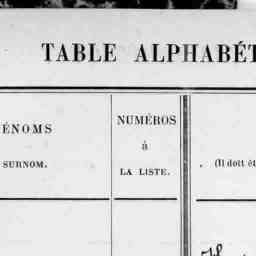 TABLE ALPHABÉT
ÉNOMS
SURNOM.
NUMÉROS
à
LA LISTE.
(Il doit êt